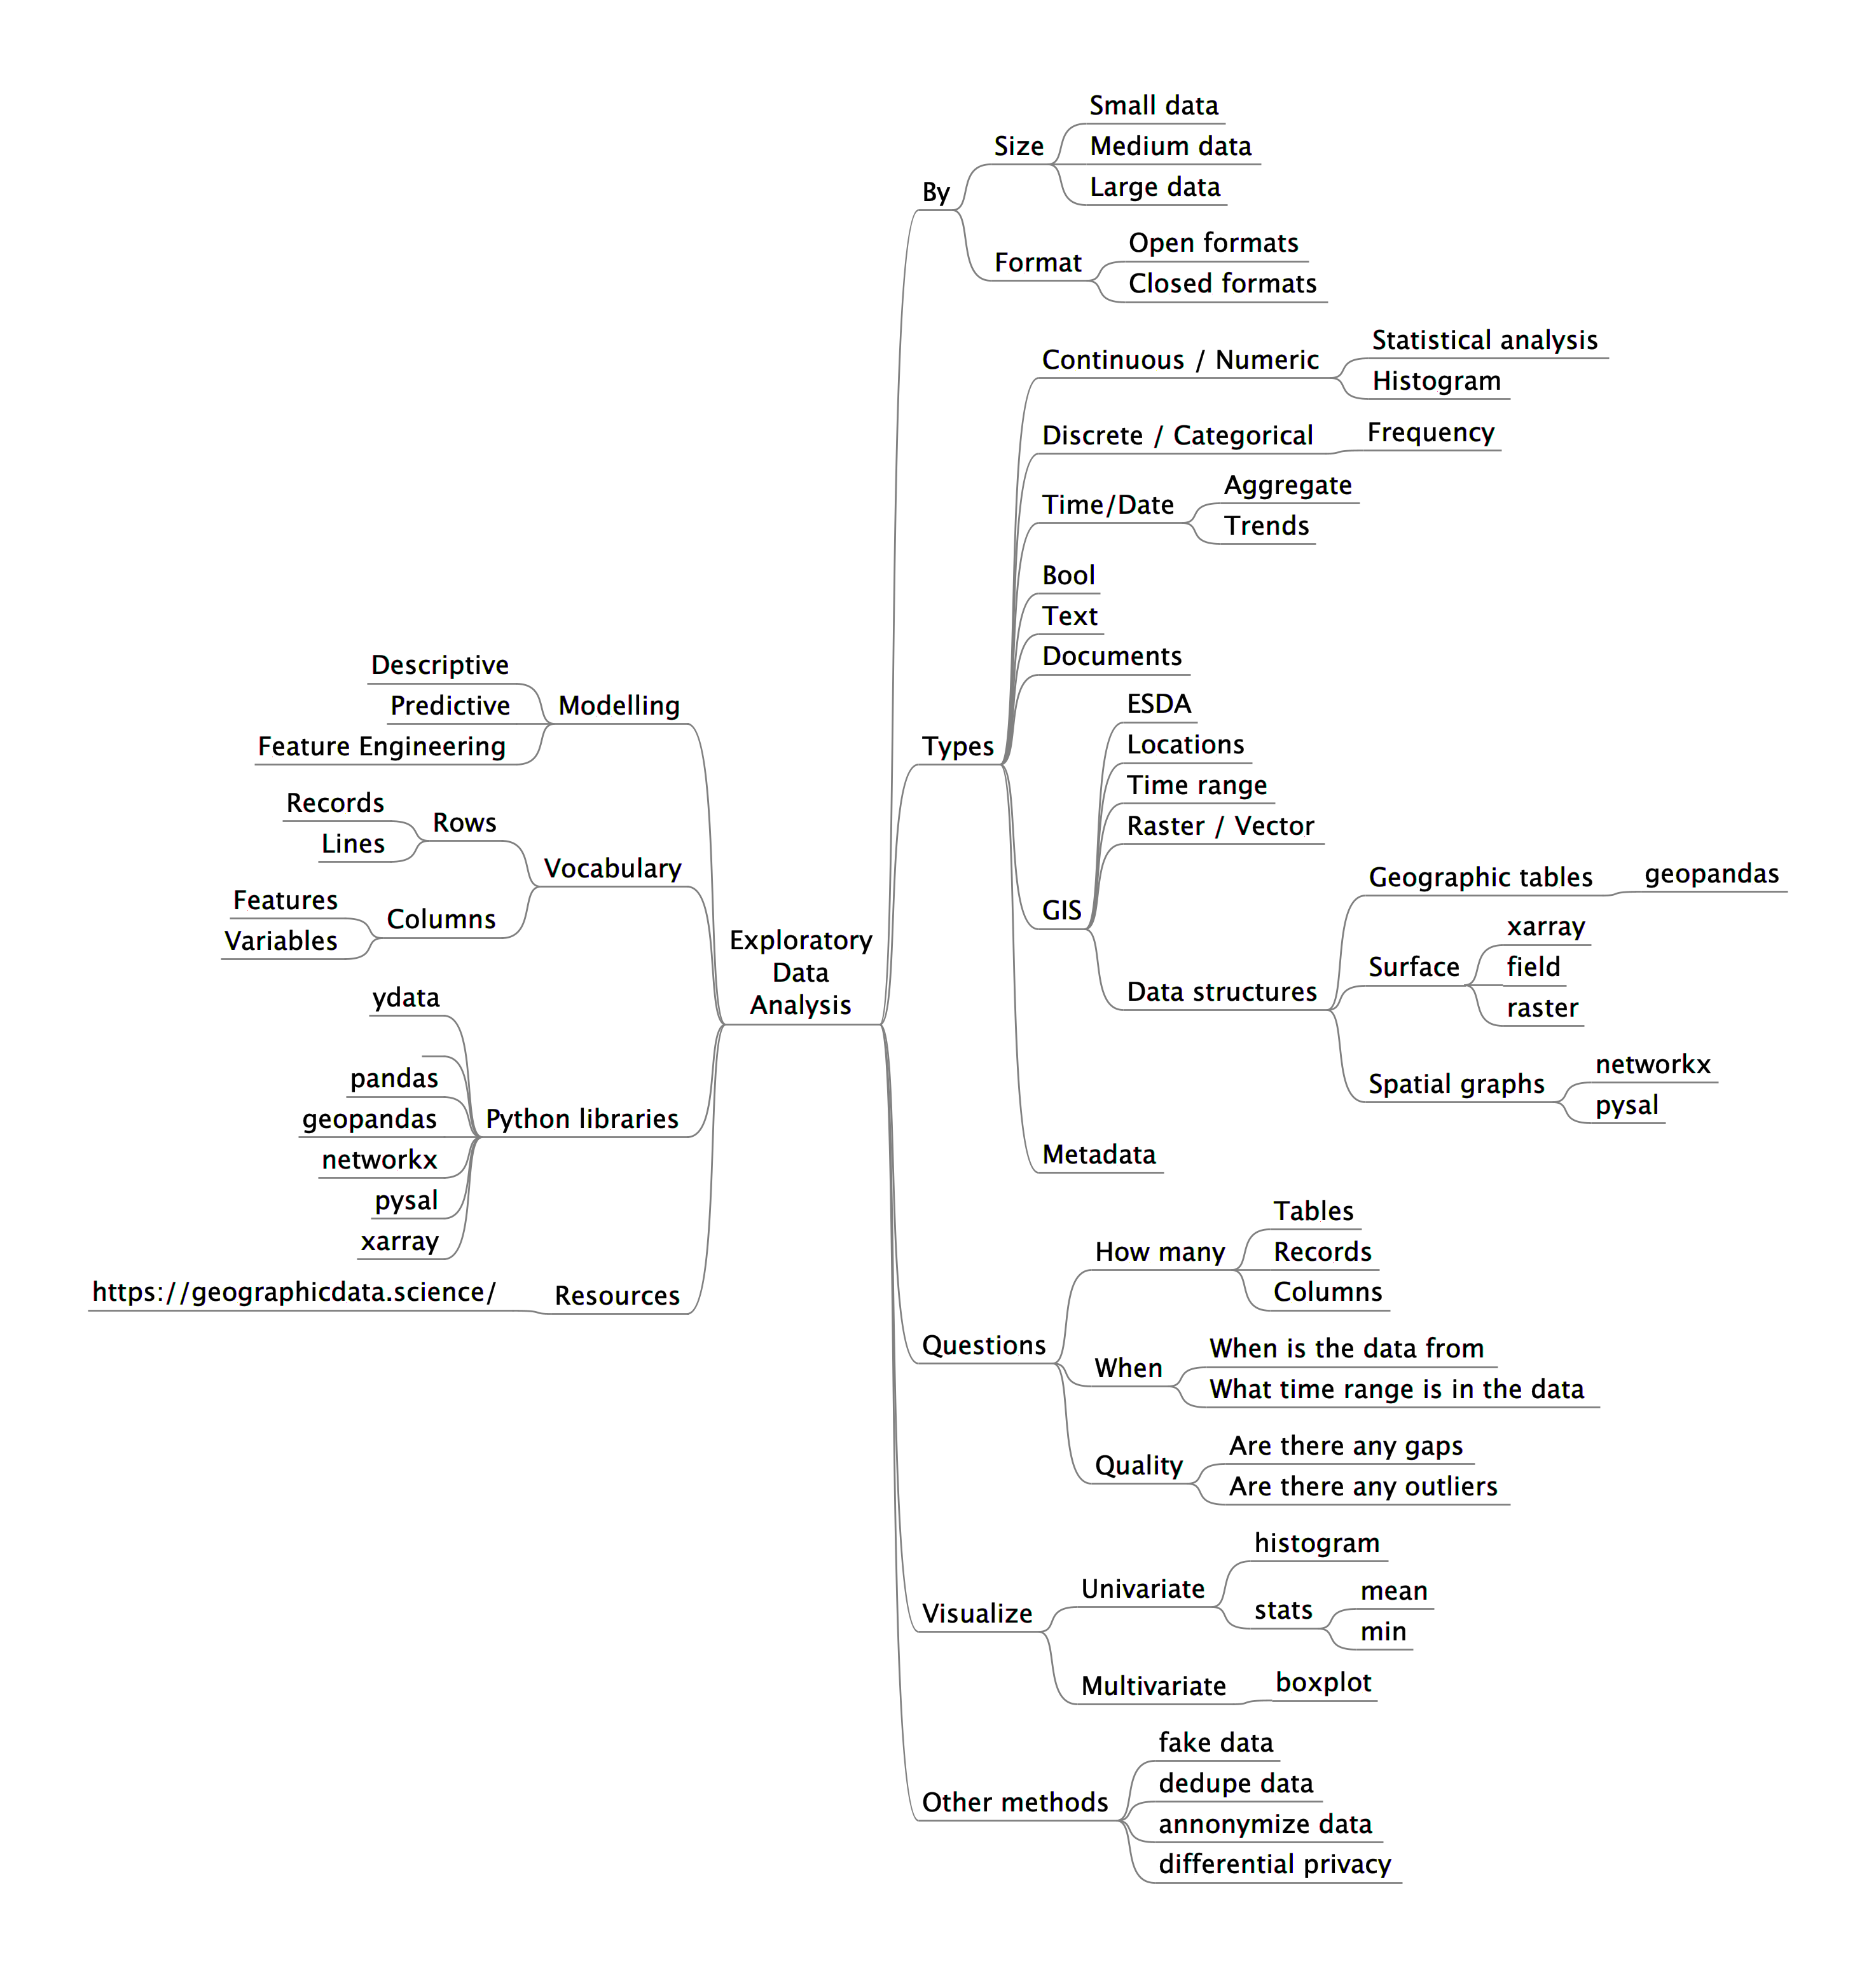 Exploratory
Data
Analysis
By
Size
Small data
Medium data
Large data
Format
Open formats
Closed formats
Types
Continuous / Numeric
Statistical analysis
Histogram
Discrete / Categorical
Frequency
Time/Date
Aggregate
Trends
Bool
Text
Documents
GIS
ESDA
Locations
Time range
Raster / Vector
Data structures
Geographic tables
geopandas
Surface
xarray
field
raster
Spatial graphs
networkx
pysal
Metadata
Questions
How many
Tables
Records
Columns
When
When is the data from
What time range is in the data
Quality
Are there any gaps
Are there any outliers
Visualize
Univariate
histogram
stats
mean
min
Multivariate
boxplot
Other methods
fake data
dedupe data
annonymize data
differential privacy
Modelling
Descriptive
Predictive
Feature Engineering
Vocabulary
Rows
Records
Lines
Columns
Features
Variables
Python libraries
ydata
pandas
geopandas
networkx
pysal
xarray
Resources
https://geographicdata.science/